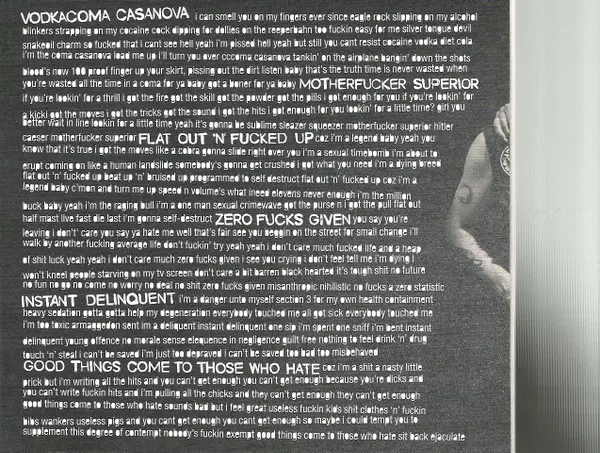 VODKACOMA CASANOVA i can smell you on my fingers ever since eagle rock slipping on my alcohol
blinkers strapping on my cocaine cock dipping for dollies on the reeperbahn too fuckin easy for me silver tongue devil
snakeoil charm so fucked that i cant see hell yeah i'm pissed hell yeah but still you cant resist cocaine vodka diet cola
i'm the coma casanova load me up i'll turn you over cccoma casanova tankin' on the airplane bangin' down the shots
blood's now 100 proof finger up your skirt, pissing out the dirt listen baby that's the truth time is never wasted when
you're wasted all the time in a coma for ya baby got a boner for ya baby MOTHERFUCKER SUPERIOR
if you're lookin' for a thrill i got the fire got the skill got the powder got the pills i got enough for you if you're lookin' for
a kicki got the moves i got the tricks got the sound i got the hits i got enough for you lookin' for a little time? girl you
better wait in line lookin for a little time yeah it's gonna be sublime sleazer squeezer motherfucker superior hitler
caeser motherfucker superior FLAT OUT 'N' FUCKED UP coz i'm a legend baby yeah you
know that it's true i got the moves like a cobra gonna slide right over you i'm a sexual timebomb i'm about to
erupt coming on like a human landslide somebody's gonna get crushed i got what you need i'm a dying breed
flat out 'n' fucked up beat up 'n' bruised up programmed to self destruct flat out 'n' fucked up coz i'm a
legend baby c'mon and turn me up speed n volume's what ineed elevens never enough i'm the million
buck baby yeah i'm the raging bull i'm a one man sexual crimewave got the purse n i got the pull flat out
half mast live fast die last i'm gonna self-destruct ZERO FUCKS GIVEN you say you're
leaving i don't' care you say ya hate me well that's fair see you beggin on the street for small change i'll
walk by another fucking average life don't fuckin' try yeah yeah i don't care much fucked life and a heap
of shit luck yeah yeah i don't care much zero fucks given i see you crying i don't feel tell me i'm dying i
won't kneel people starving on my tv screen don't care a bit barren black hearted it's tough shit no future
no fun no go no come no worry no deal no shit zero fucks given misanthropic nihilistic no fucks a zero statistic
INSTANT DELINQUENT i'm a danger unto myself section 3 for my own health containment
heavy sedation gotta gotta help my degeneration everybody touched me all got sick everybody touched me
i'm too toxic armageddon sent im a delinquent instant delinquent one sip i'm spent one sniff i'm bent instant
delinquent young offence no morale sense eloquence in negligence guilt free nothing to feel drink 'n' drug
touch 'n' steal i can't be saved i'm just too depraved i can't be saved too bad too misbehaved
GOOD THINGS COME TO THOSE WHO HATE coz i'm a shit a nasty little
prick but i'm writing all the hits and you can't get enough you can't get enough because you're dicks and
you can't write fuckin hits and i'm pulling all the chicks and they can't get enough they can't get enough
good things come to those who hate sounds bad but i feel great useless fuckin kids shit clothes 'n' fuckin
bibs wankers useless pigs and you cant get enough you cant get enough so maybe i could tempt you to
supplement this degree of contempt nobody's fuckin exempt good things come to those who hate sit back ejaculate